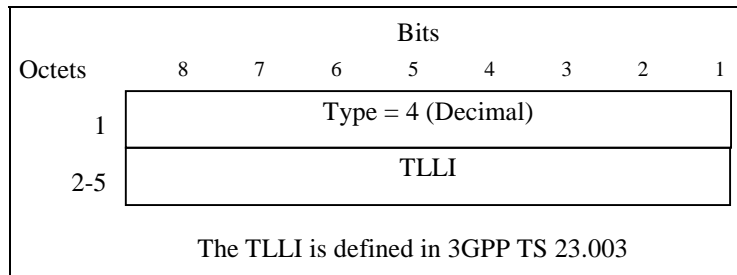 Bits
Octets 8 7 6 5 4 3 2 1
1 Type = 4 (Decimal)
2-5 TLLI
The TLLI is defined in 3GPP TS 23.003